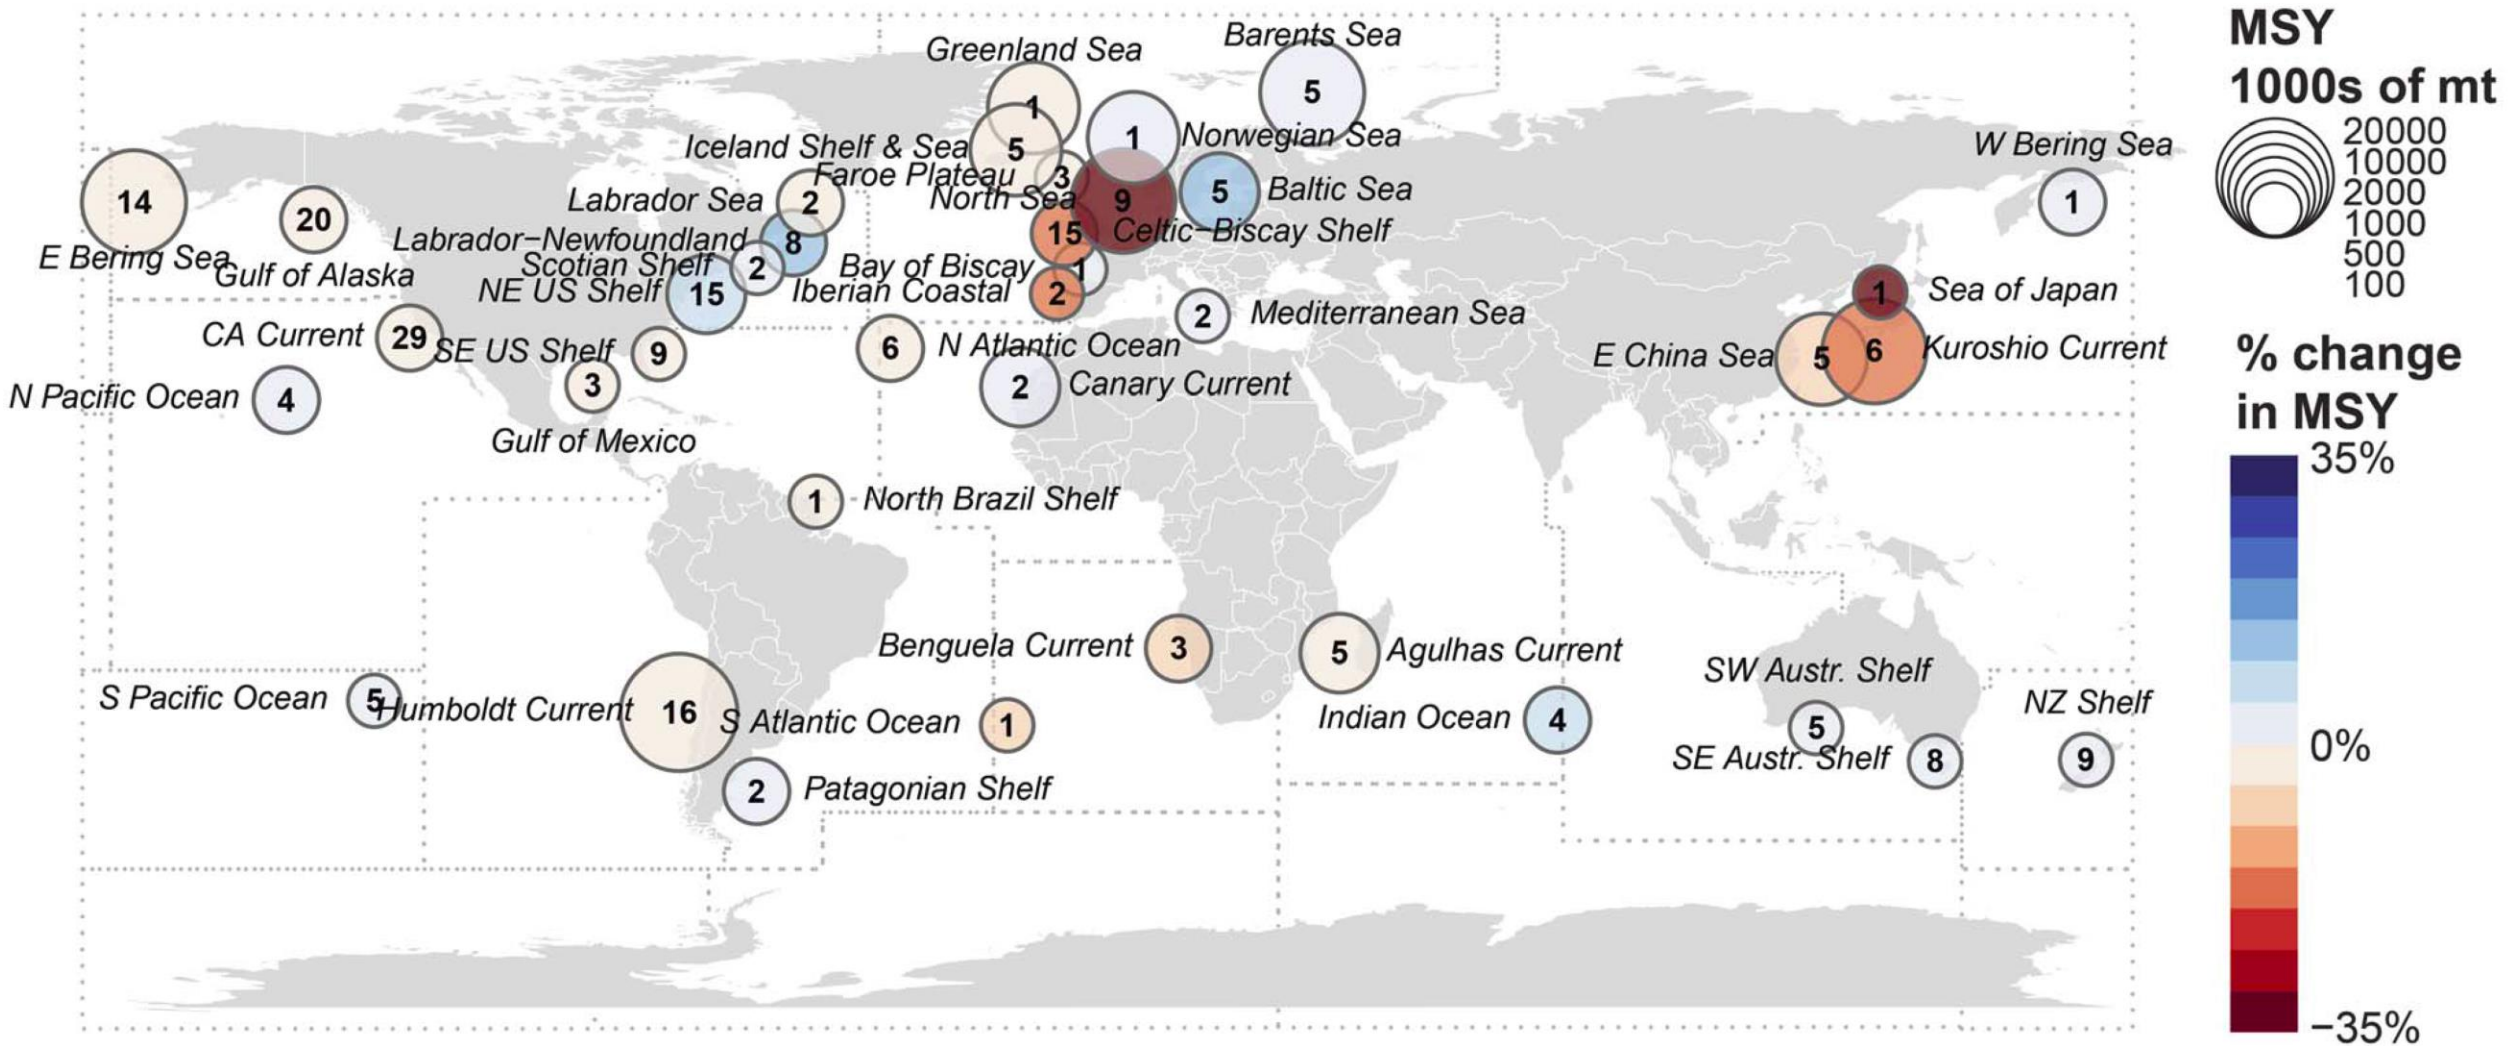 Greenland Sea
1
Barents Sea
5
Iceland Shelf & Sea
5
1
Norwegian Sea
W Bering Sea
1
Faroe Plateau
3
North Sea
9
5
Baltic Sea
14
E Bering Sea
20
Gulf of Alaska
Labrador Sea
2
Labrador–Newfoundland
8
15
Celtic–Biscay Shelf
Scotian Shelf
2
Bay of Biscay
1
NE US Shelf
15
Iberian Coastal
2
1
Sea of Japan
2
Mediterranean Sea
CA Current
29
SE US Shelf
9
6
N Atlantic Ocean
E China Sea
5
6
Kuroshio Current
N Pacific Ocean
4
3
Gulf of Mexico
2
Canary Current
1
North Brazil Shelf
Benguela Current
3
5
Agulhas Current
SW Austr. Shelf
5
S Pacific Ocean
5
Humboldt Current
16
S Atlantic Ocean
1
Indian Ocean
4
NZ Shelf
9
SE Austr. Shelf
8
2
Patagonian Shelf
MSY
1000s of mt
20000
10000
2000
1000
500
100
% change
in MSY
35%
0%
−35%